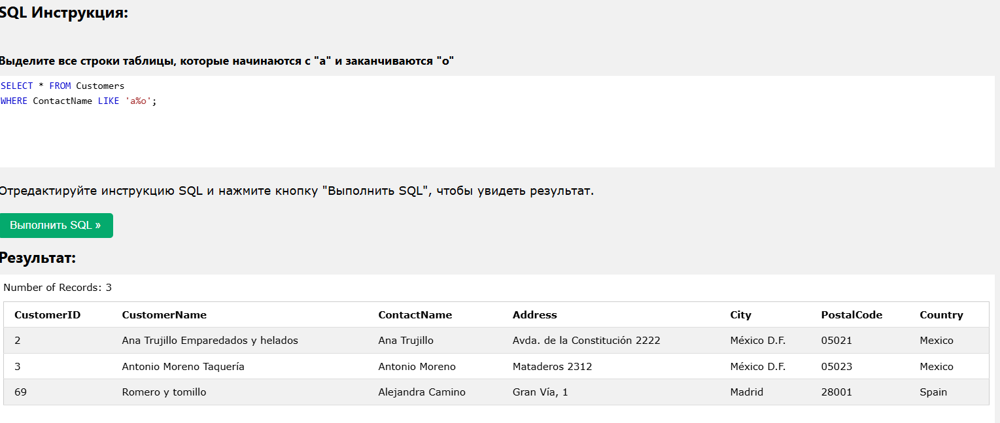 SQL Инструкция:
Выделите все строки таблицы, которые начинаются с "a" и заканчиваются "o"
SELECT * FROM Customers
WHERE ContactName LIKE 'a%o';
Отредактируйте инструкцию SQL и нажмите кнопку "Выполнить SQL", чтобы увидеть результат.
Выполнить SQL »
Результат:
Number of Records: 3
CustomerID CustomerName ContactName Address City PostalCode Country
2 Ana Trujillo Emparedados y helados Ana Trujillo Avda. de la Constitución 2222 México D.F. 05021 Mexico
3 Antonio Moreno Taquería Antonio Moreno Mataderos 2312 México D.F. 05023 Mexico
69 Romero y tomillo Alejandra Camino Gran Vía, 1 Madrid 28001 Spain